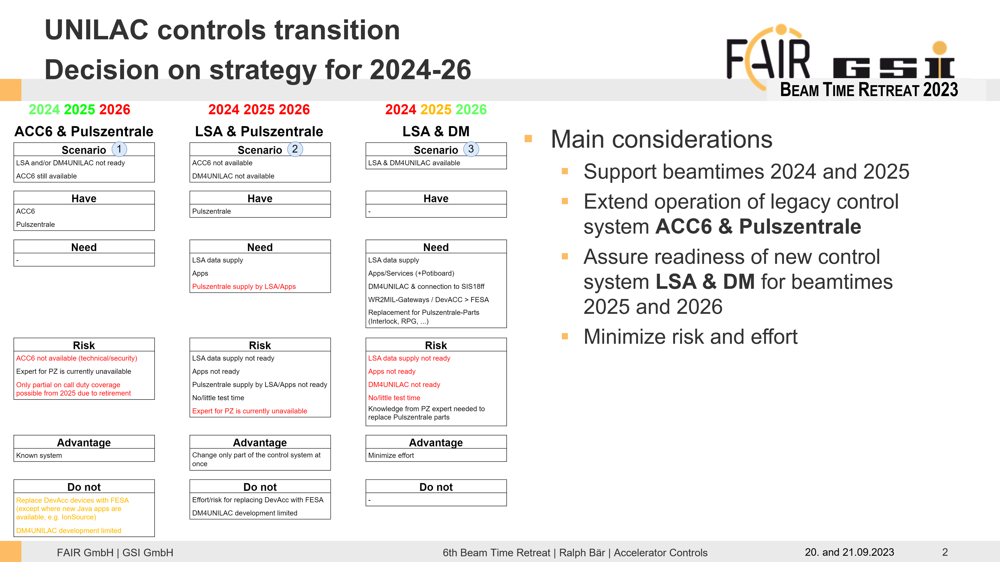 UNILAC controls transition
Decision on strategy for 2024-26
FAIR GSI
BEAM TIME RETREAT 2023
2024 2025 2026
ACC6 & Pulszentrale
Scenario 1
LSA and/or DM4UNILAC not ready
ACC6 still available
Have
ACC6
Pulszentrale
Need
-
Risk
ACC6 not available (technical/security)
Expert for PZ is currently unavailable
Only partial on call duty coverage
possible from 2025 due to retirement
Advantage
Known system
Do not
Replace DevAcc devices with FESA
(except where new Java apps are
available, e.g. IonSource)
DM4UNILAC development limited
2024 2025 2026
LSA & Pulszentrale
Scenario 2
ACC6 not available
DM4UNILAC not available
Have
Pulszentrale
Need
LSA data supply
Apps
Pulszentrale supply by LSA/Apps
Risk
LSA data supply not ready
Apps not ready
Pulszentrale supply by LSA/Apps not ready
No/little test time
Expert for PZ is currently unavailable
Advantage
Change only part of the control system at
once
Do not
Effort/risk for replacing DevAcc with FESA
DM4UNILAC development limited
2024 2025 2026
LSA & DM
Scenario 3
LSA & DM4UNILAC available
Have
-
Need
LSA data supply
Apps/Services (+Potiboard)
DM4UNILAC & connection to SIS18ff
WR2MIL-Gateways / DevACC > FESA
Replacement for Pulszentrale-Parts
(Interlock, RPG, ...)
Risk
LSA data supply not ready
Apps not ready
DM4UNILAC not ready
No/little test time
Knowledge from PZ expert needed to
replace Pulszentrale parts
Advantage
Minimize effort
Do not
-
Main considerations
Support beamtimes 2024 and 2025
Extend operation of legacy control
system ACC6 & Pulszentrale
Assure readiness of new control
system LSA & DM for beamtimes
2025 and 2026
Minimize risk and effort
FAIR GmbH | GSI GmbH
6th Beam Time Retreat | Ralph Bär | Accelerator Controls
20. and 21.09.2023
2